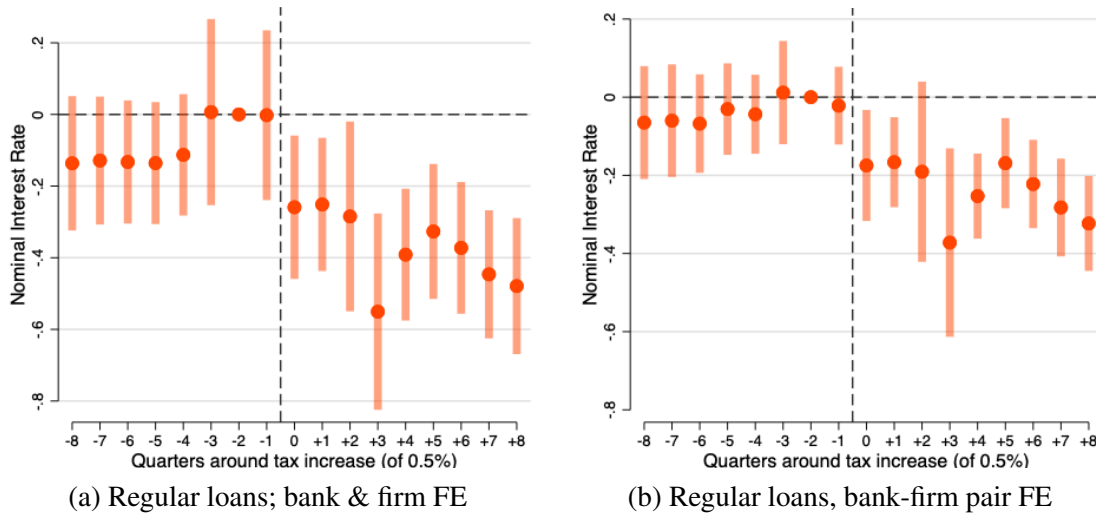 .2
0
-.2
-.4
-.6
-.8
Nominal Interest Rate
-8 -7 -6 -5 -4 -3 -2 -1 0 +1 +2 +3 +4 +5 +6 +7 +8
Quarters around tax increase (of 0.5%)
(a) Regular loans; bank & firm FE
.2
0
-.2
-.4
-.6
-.8
Nominal Interest Rate
-8 -7 -6 -5 -4 -3 -2 -1 0 +1 +2 +3 +4 +5 +6 +7 +8
Quarters around tax increase (of 0.5%)
(b) Regular loans, bank-firm pair FE